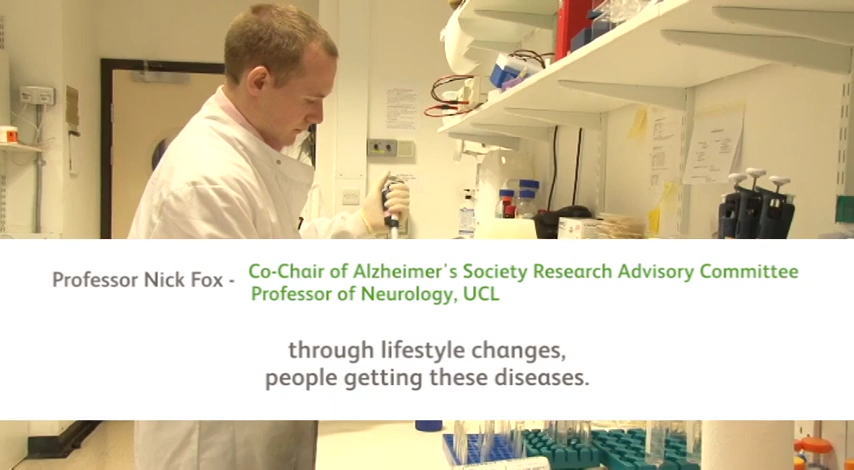 Professor Nick Fox - Co-Chair of Alzheimer's Society Research Advisory Committee
Professor of Neurology, UCL
through lifestyle changes,
people getting these diseases.